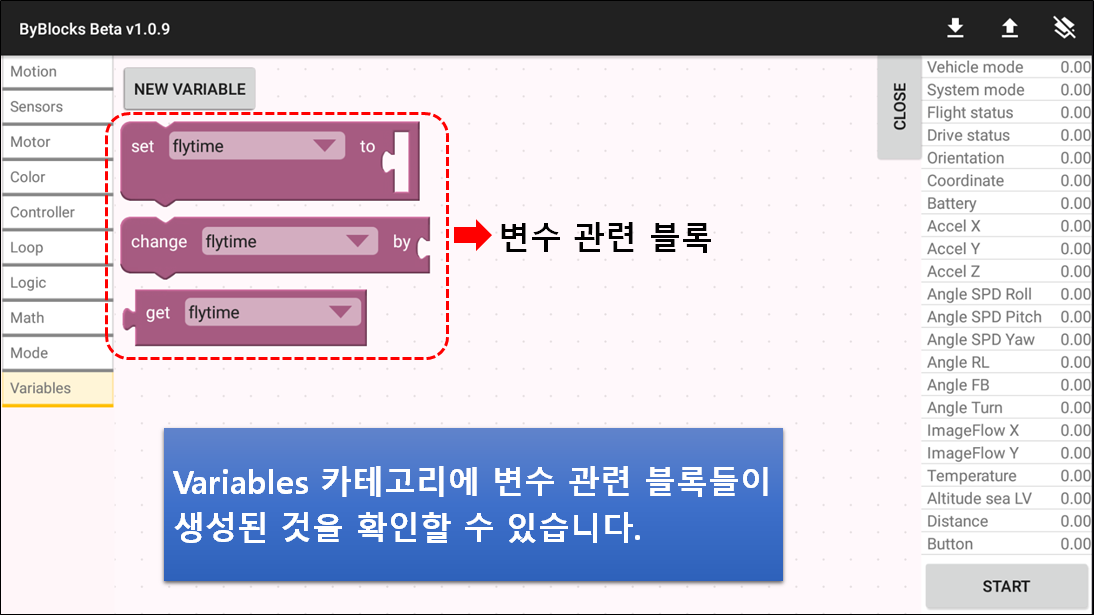 ByBlocks Beta v1.0.9
Motion
Sensors
Motor
Color
Controller
Loop
Logic
Math
Mode
Variables
NEW VARIABLE
set flytime to
change flytime by
get flytime
변수 관련 블록
Variables 카테고리에 변수 관련 블록들이
생성된 것을 확인할 수 있습니다.
CLOSE
Vehicle mode 0.00
System mode 0.00
Flight status 0.00
Drive status 0.00
Orientation 0.00
Coordinate 0.00
Battery 0.00
Accel X 0.00
Accel Y 0.00
Accel Z 0.00
Angle SPD Roll 0.00
Angle SPD Pitch 0.00
Angle SPD Yaw 0.00
Angle RL 0.00
Angle FB 0.00
Angle Turn 0.00
ImageFlow X 0.00
ImageFlow Y 0.00
Temperature 0.00
Altitude sea LV 0.00
Distance 0.00
Button 0.00
START